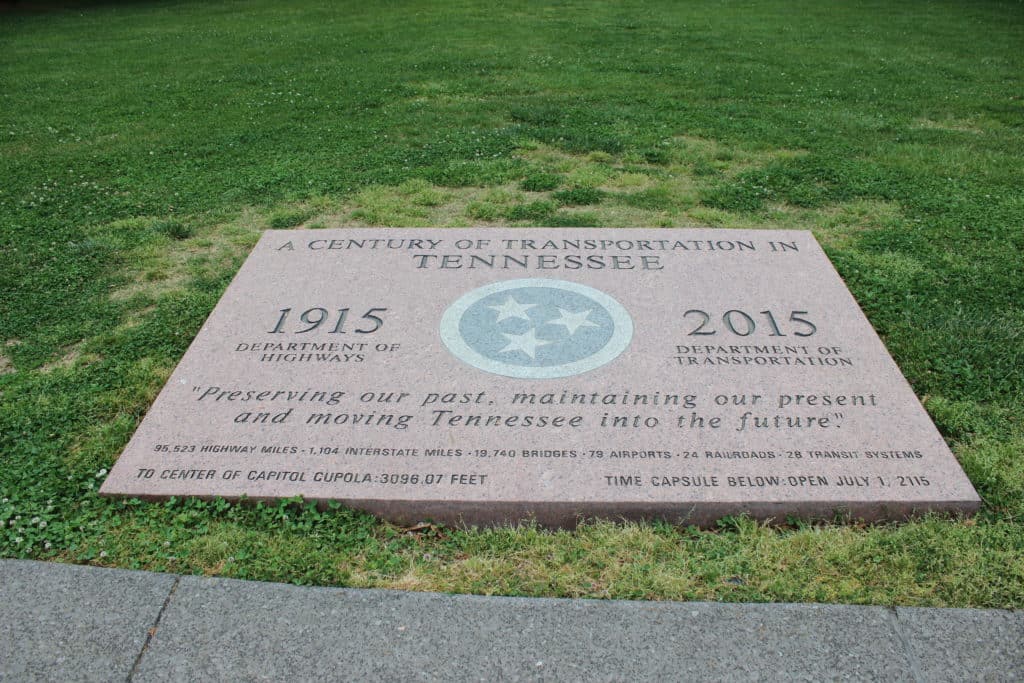 A CENTURY OF TRANSPORTATION IN
TENNESSEE
1915
DEPARTMENT OF
HIGHWAYS
2015
DEPARTMENT OF
TRANSPORTATION
"Preserving our past, maintaining our present
and moving Tennessee into the future."
95,523 HIGHWAY MILES · 1,104 INTERSTATE MILES · 19,740 BRIDGES · 79 AIRPORTS · 24 RAILROADS · 28 TRANSIT SYSTEMS
TO CENTER OF CAPITOL CUPOLA:3096.07 FEET
TIME CAPSULE BELOW:OPEN JULY 1, 2115